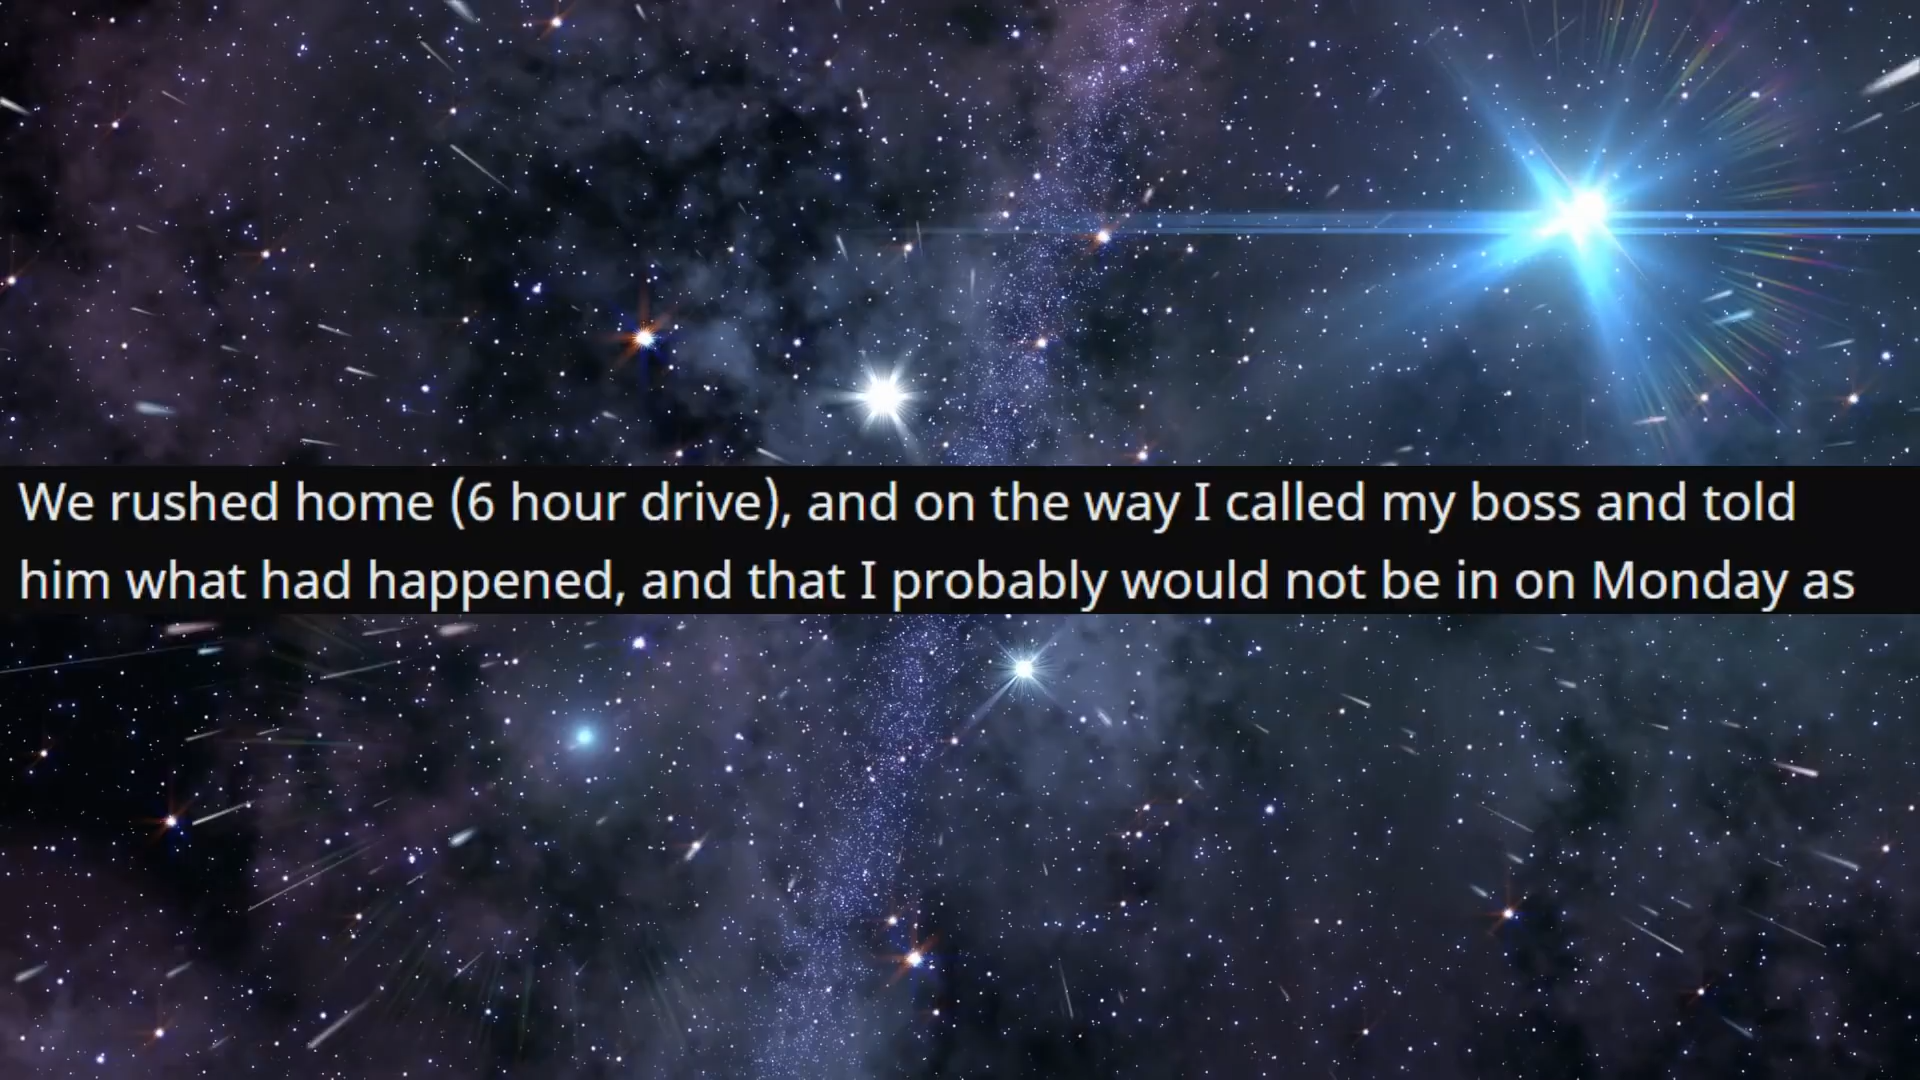 We rushed home (6 hour drive), and on the way I called my boss and told
him what had happened, and that I probably would not be in on Monday as